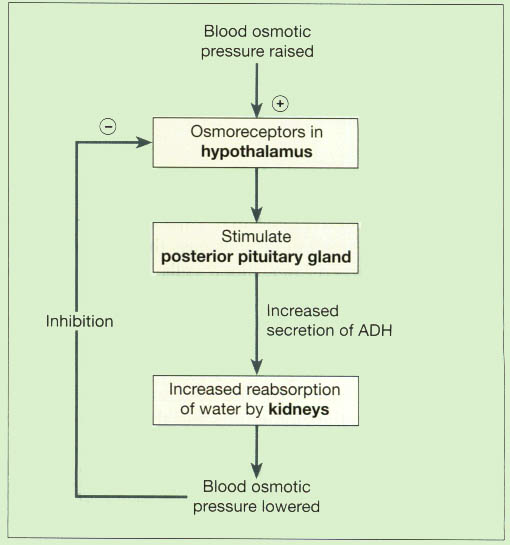 Blood osmotic
pressure raised
+
−
Osmoreceptors in
hypothalamus
Stimulate
posterior pituitary gland
Increased
secretion of ADH
Inhibition
Increased reabsorption
of water by kidneys
Blood osmotic
pressure lowered